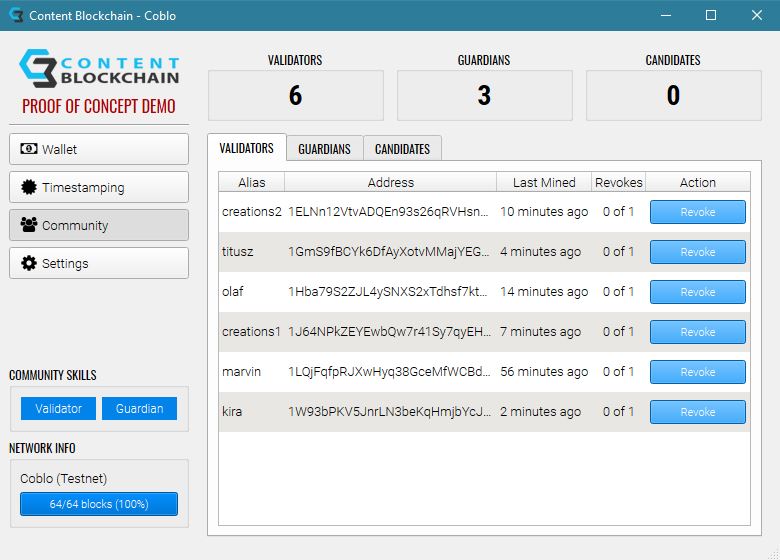 Content Blockchain - Coblo
CONTENT
BLOCKCHAIN
PROOF OF CONCEPT DEMO
Wallet
Timestamping
Community
Settings
COMMUNITY SKILLS
Validator Guardian
NETWORK INFO
Coblo (Testnet)
64/64 blocks (100%)
VALIDATORS GUARDIANS CANDIDATES
6 3 0
VALIDATORS GUARDIANS CANDIDATES
Alias Address Last Mined Revokes Action
creations2 1ELNn12VtvADQEn93s26qRVHsn... 10 minutes ago 0 of 1 Revoke
titusz 1GmS9fBCYk6DfAyXotvMMajYEG... 4 minutes ago 0 of 1 Revoke
olaf 1Hba79S2ZJL4ySNXS2xTdhsf7kt... 14 minutes ago 0 of 1 Revoke
creations1 1J64NPkZEYEwbQw7r41Sy7qyEH... 7 minutes ago 0 of 1 Revoke
marvin 1LQjFqfpRJXwHyq38GceMfWCBd... 56 minutes ago 0 of 1 Revoke
kira 1W93bPKV5JnrLN3beKqHmjbYcJ... 2 minutes ago 0 of 1 Revoke